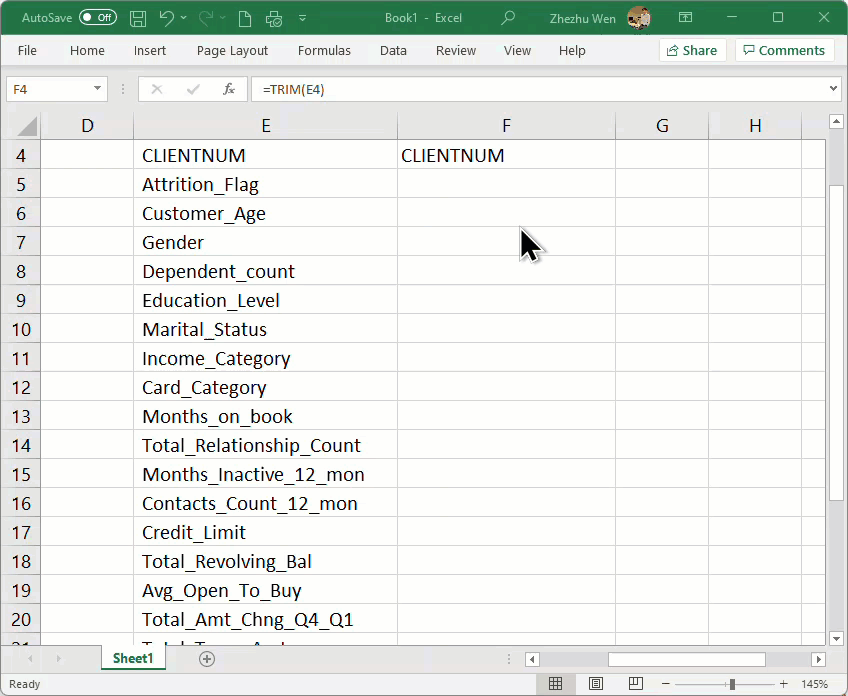 AutoSave Off Book1 - Excel Zhezhu Wen
File Home Insert Page Layout Formulas Data Review View Help Share Comments
F4 fx =TRIM(E4)
D E F G H
4 CLIENTNUM CLIENTNUM
5 Attrition_Flag
6 Customer_Age
7 Gender
8 Dependent_count
9 Education_Level
10 Marital_Status
11 Income_Category
12 Card_Category
13 Months_on_book
14 Total_Relationship_Count
15 Months_Inactive_12_mon
16 Contacts_Count_12_mon
17 Credit_Limit
18 Total_Revolving_Bal
19 Avg_Open_To_Buy
20 Total_Amt_Chng_Q4_Q1
Sheet1
Ready 145%